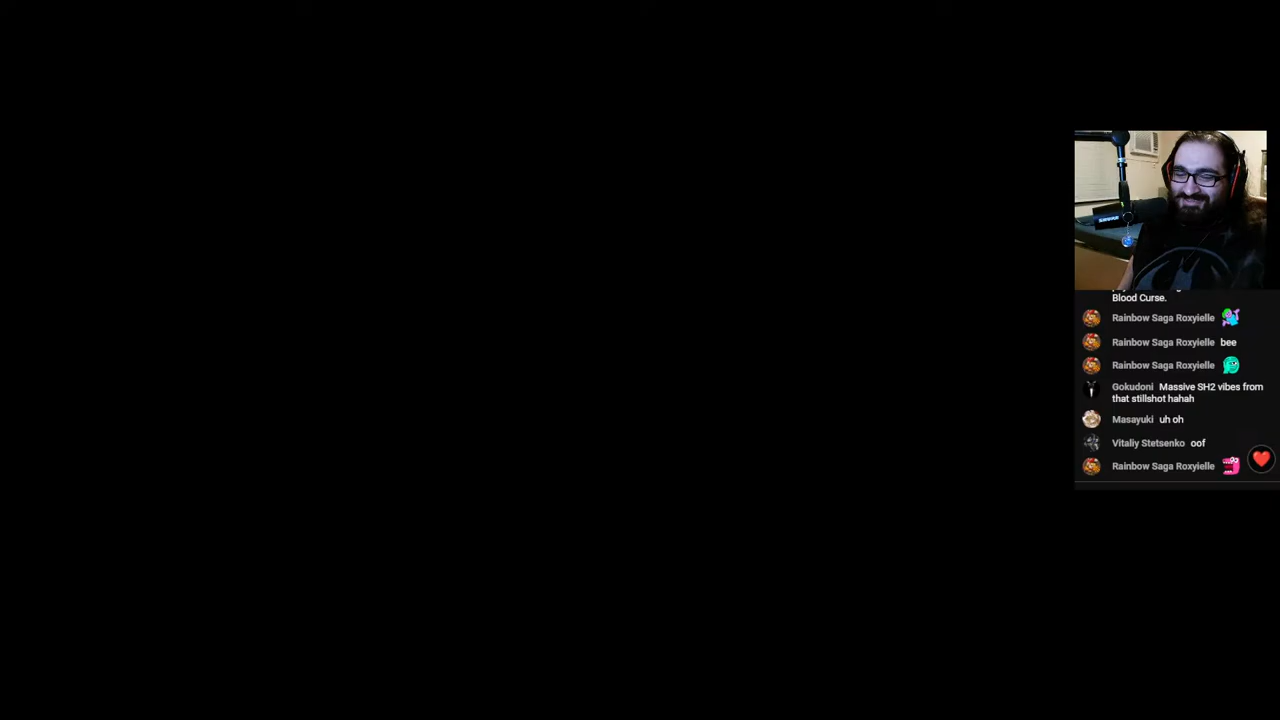 Blood Curse.
Rainbow Saga Roxyielle
Rainbow Saga Roxyielle bee
Rainbow Saga Roxyielle
Gokudoni Massive SH2 vibes from
that stillshot hahah
Masayuki uh oh
Vitaliy Stetsenko oof
Rainbow Saga Roxyielle